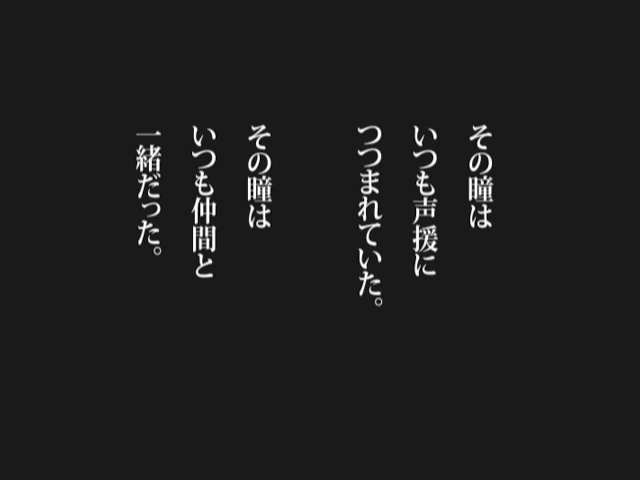 その瞳は
いつも声援に
つつまれていた。
その瞳は
いつも仲間と
一緒だった。